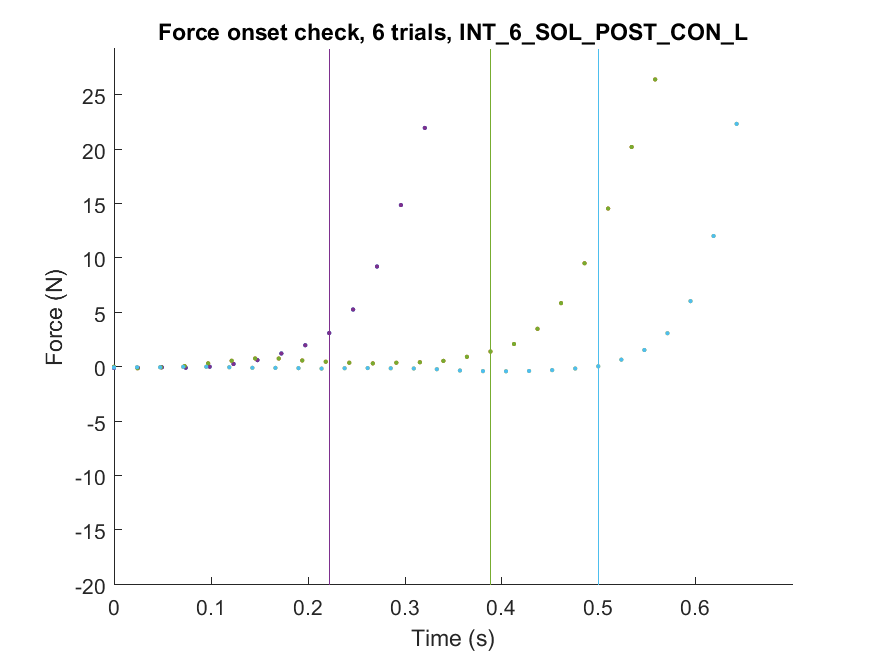 Force onset check, 6 trials, INT_6_SOL_POST_CON_L
25
20
15
10
5
0
-5
-10
-15
-20
Force (N)
0 0.1 0.2 0.3 0.4 0.5 0.6
Time (s)